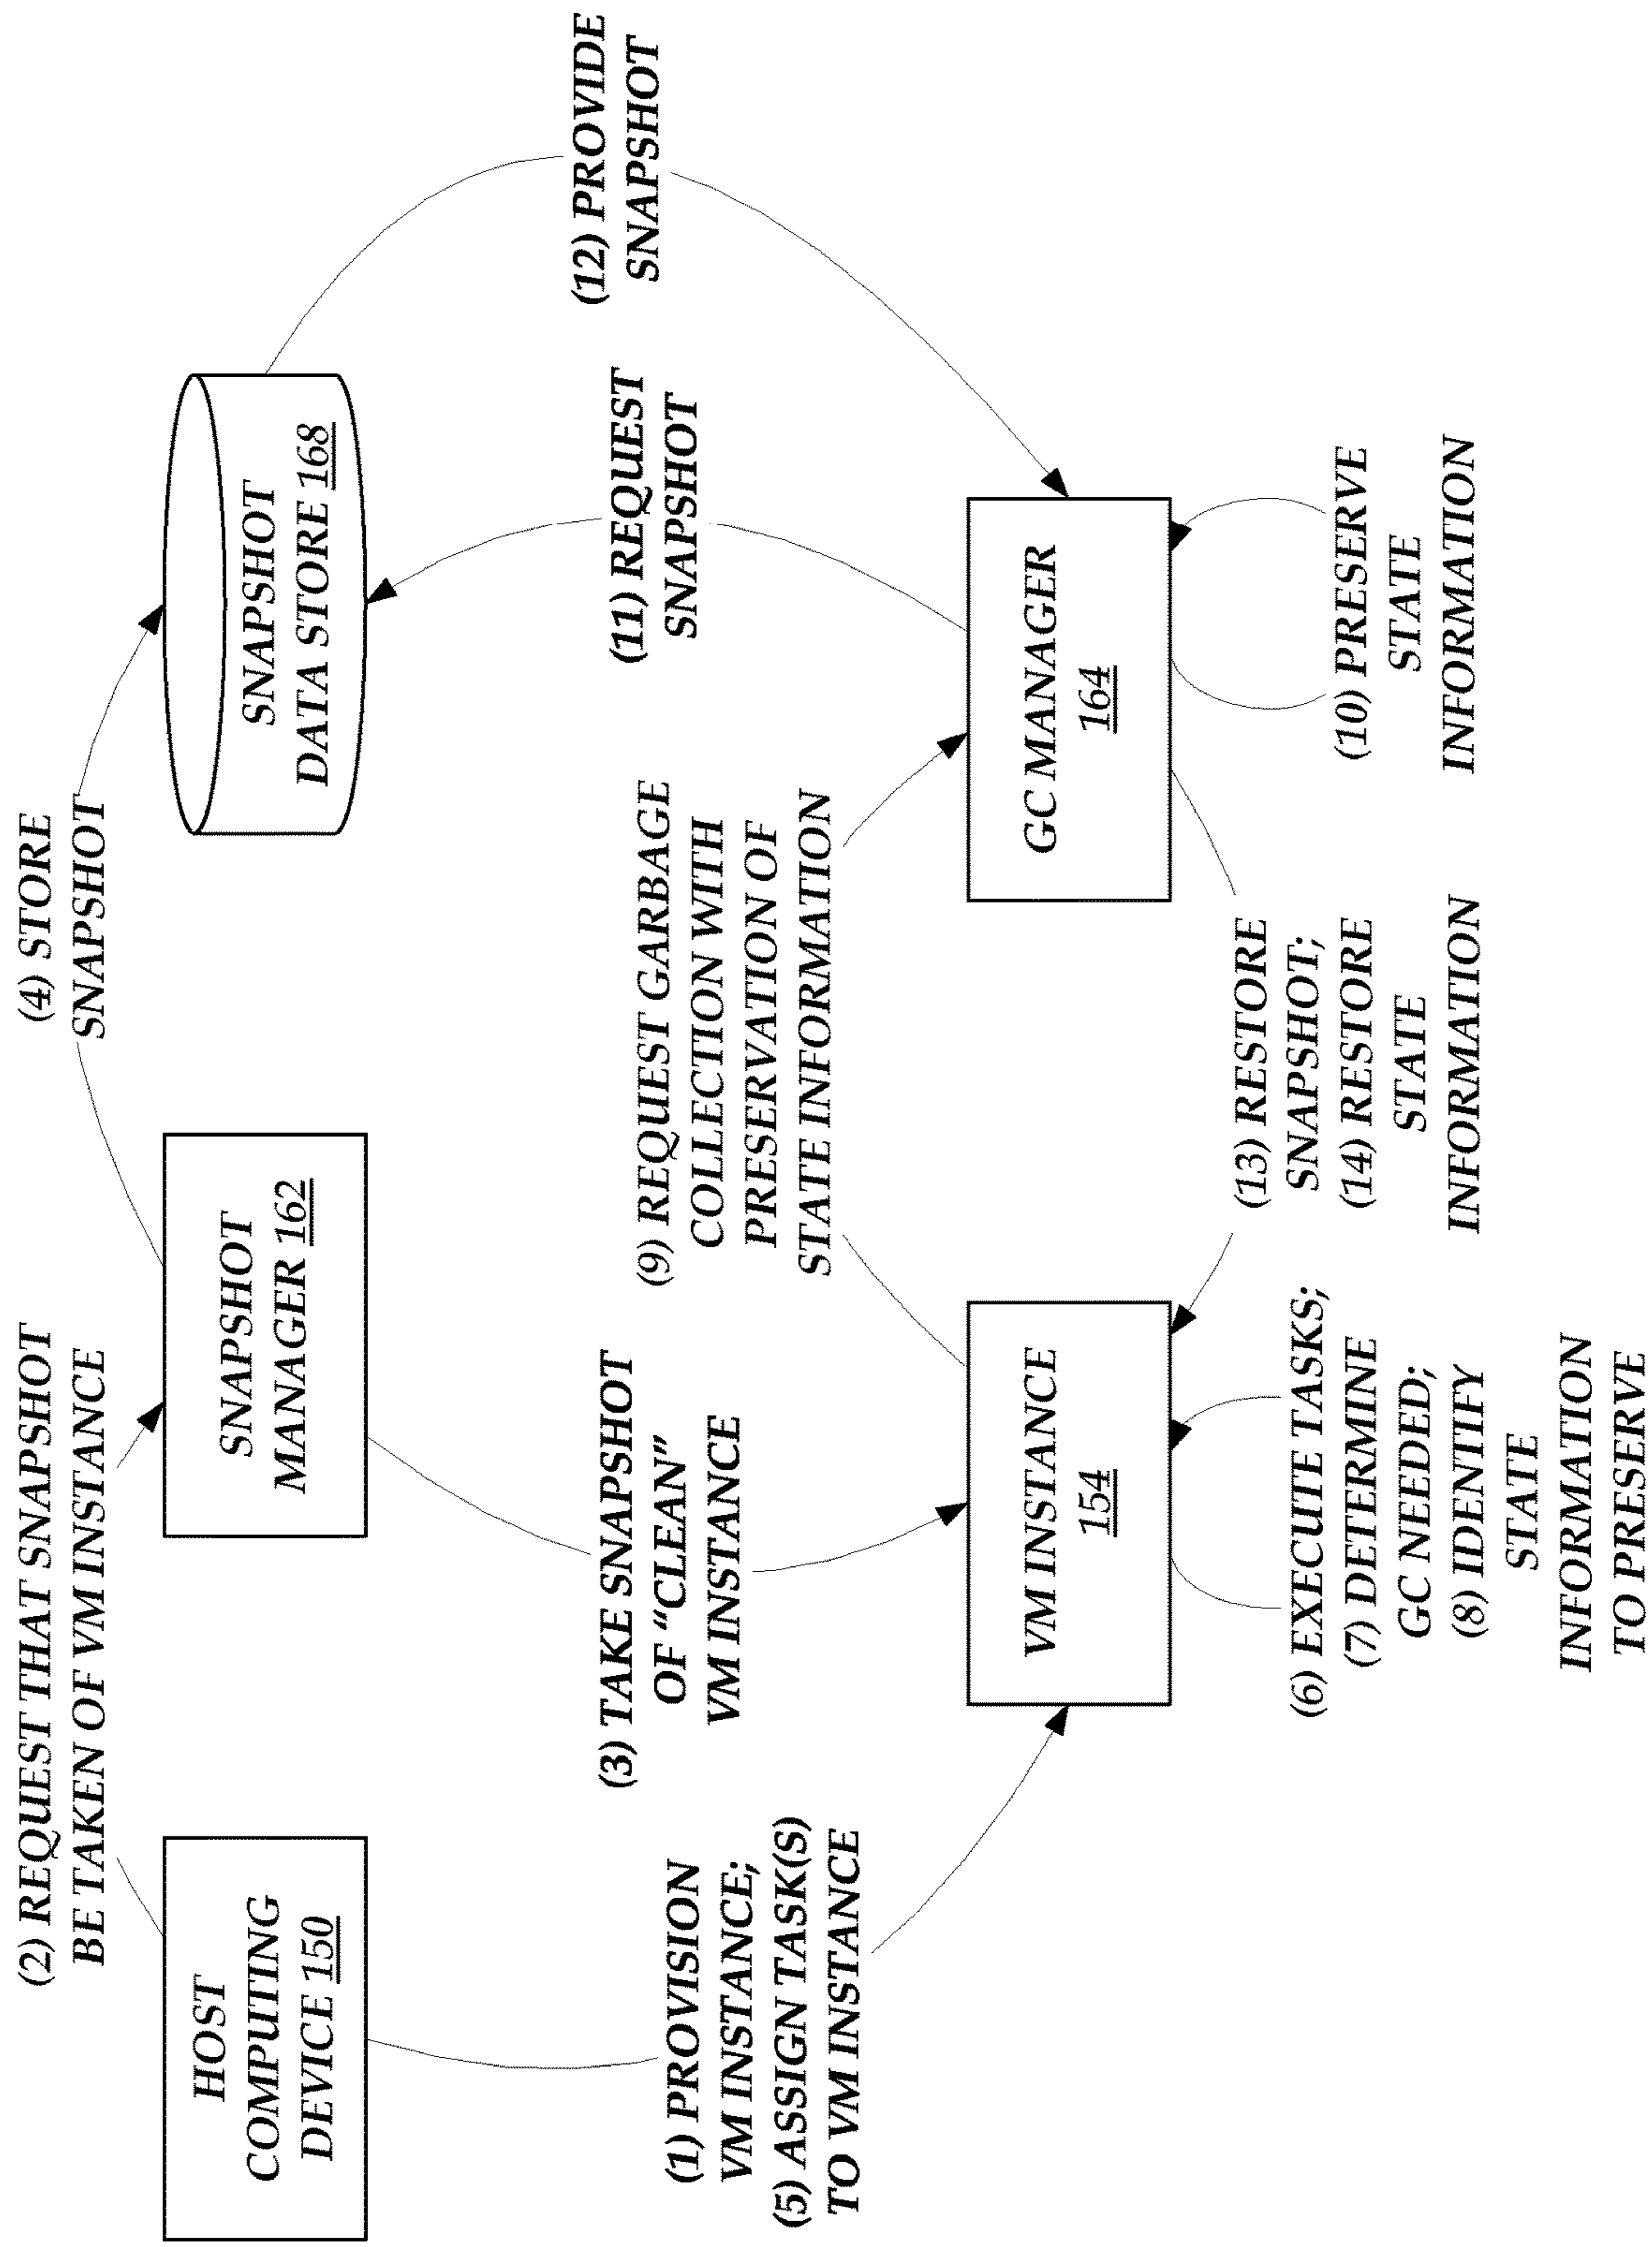 (2) REQUEST THAT SNAPSHOT
BE TAKEN OF VM INSTANCE
(4) STORE
SNAPSHOT
HOST
COMPUTING
DEVICE 150
SNAPSHOT
MANAGER 162
SNAPSHOT
DATA STORE 168
(1) PROVISION
VM INSTANCE;
(5) ASSIGN TASK(S)
TO VM INSTANCE
(3) TAKE SNAPSHOT
OF “CLEAN”
VM INSTANCE
(9) REQUEST GARBAGE
COLLECTION WITH
PRESERVATION OF
STATE INFORMATION
(11) REQUEST
SNAPSHOT
(12) PROVIDE
SNAPSHOT
VM INSTANCE
154
GC MANAGER
164
(6) EXECUTE TASKS;
(7) DETERMINE
GC NEEDED;
(8) IDENTIFY
STATE
INFORMATION
TO PRESERVE
(13) RESTORE
SNAPSHOT;
(14) RESTORE
STATE
INFORMATION
(10) PRESERVE
STATE
INFORMATION